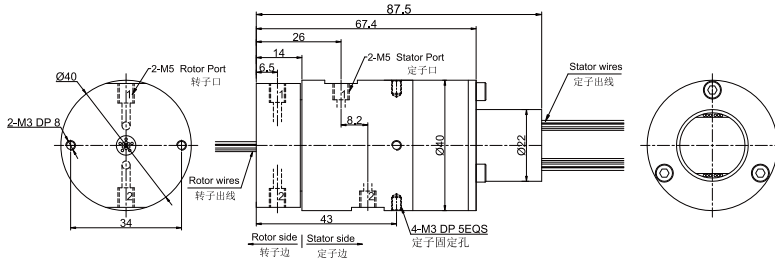 87.5
67.4
26
14
6.5
2-M5 Rotor Port
转子口
2-M5 Stator Port
定子口
Stator wires
定子出线
Ø40
2-M3 DP 8
1
1
1
8.2
Ø40
Ø22
Rotor wires
转子出线
2
2
2
34
43
4-M3 DP 5EQS
定子固定孔
Rotor side
Stator side
转子边
定子边